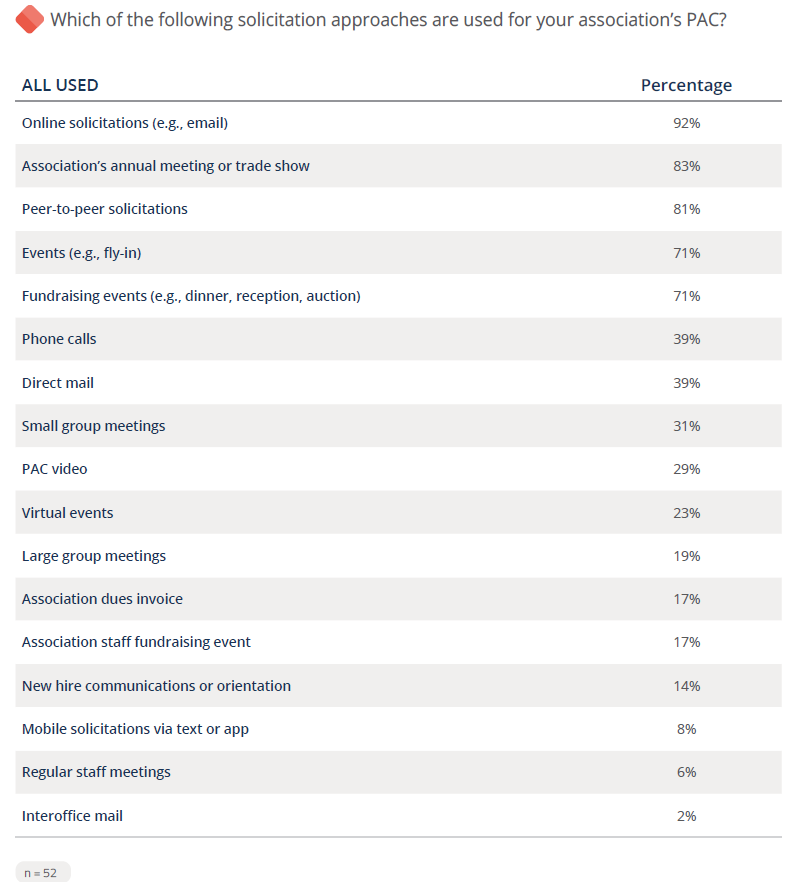 Which of the following solicitation approaches are used for your association’s PAC?
ALL USED Percentage
Online solicitations (e.g., email) 92%
Association’s annual meeting or trade show 83%
Peer-to-peer solicitations 81%
Events (e.g., fly-in) 71%
Fundraising events (e.g., dinner, reception, auction) 71%
Phone calls 39%
Direct mail 39%
Small group meetings 31%
PAC video 29%
Virtual events 23%
Large group meetings 19%
Association dues invoice 17%
Association staff fundraising event 17%
New hire communications or orientation 14%
Mobile solicitations via text or app 8%
Regular staff meetings 6%
Interoffice mail 2%
n = 52